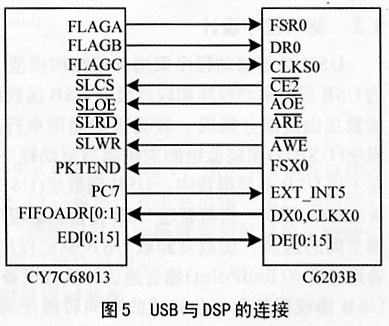 FLAGA FSR0
FLAGB DR0
FLAGC CLKS0
SLCS CE2
SLOE AOE
SLRD ARE
SLWR AWE
PKTEND FSX0
PC7 EXT_INT5
FIFOADR[0:1] DX0,CLKX0
ED[0:15] DE[0:15]
CY7C68013 C6203B
图5 USB与DSP的连接